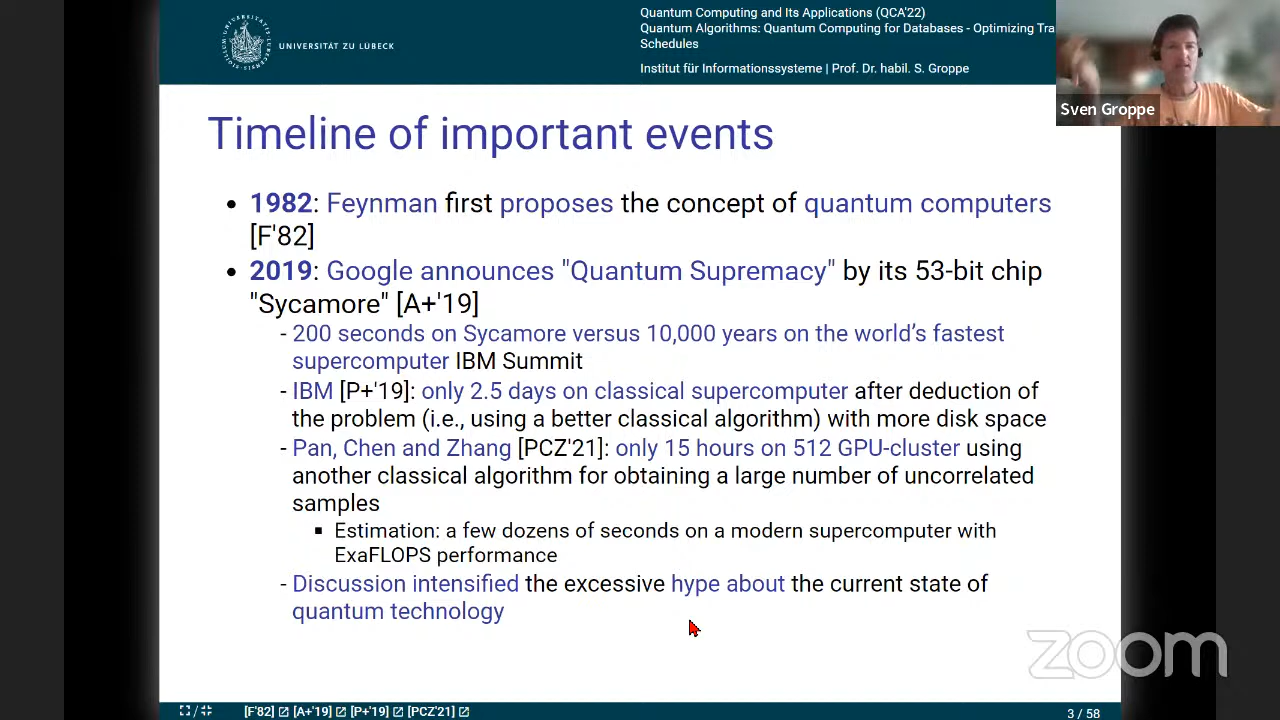 UNIVERSITÄT ZU LÜBECK
Quantum Computing and Its Applications (QCA'22)
Quantum Algorithms: Quantum Computing for Databases - Optimizing Tra
Schedules
Institut für Informationssysteme | Prof. Dr. habil. S. Groppe
Sven Groppe
Timeline of important events
• 1982: Feynman first proposes the concept of quantum computers
[F'82]
• 2019: Google announces "Quantum Supremacy" by its 53-bit chip
"Sycamore" [A+'19]
- 200 seconds on Sycamore versus 10,000 years on the world's fastest
supercomputer IBM Summit
- IBM [P+'19]: only 2.5 days on classical supercomputer after deduction of
the problem (i.e., using a better classical algorithm) with more disk space
- Pan, Chen and Zhang [PCZ'21]: only 15 hours on 512 GPU-cluster using
another classical algorithm for obtaining a large number of uncorrelated
samples
▪ Estimation: a few dozens of seconds on a modern supercomputer with
ExaFLOPS performance
- Discussion intensified the excessive hype about the current state of
quantum technology
zoom
[F'82] [A+'19] [P+'19] [PCZ'21]
3 / 58